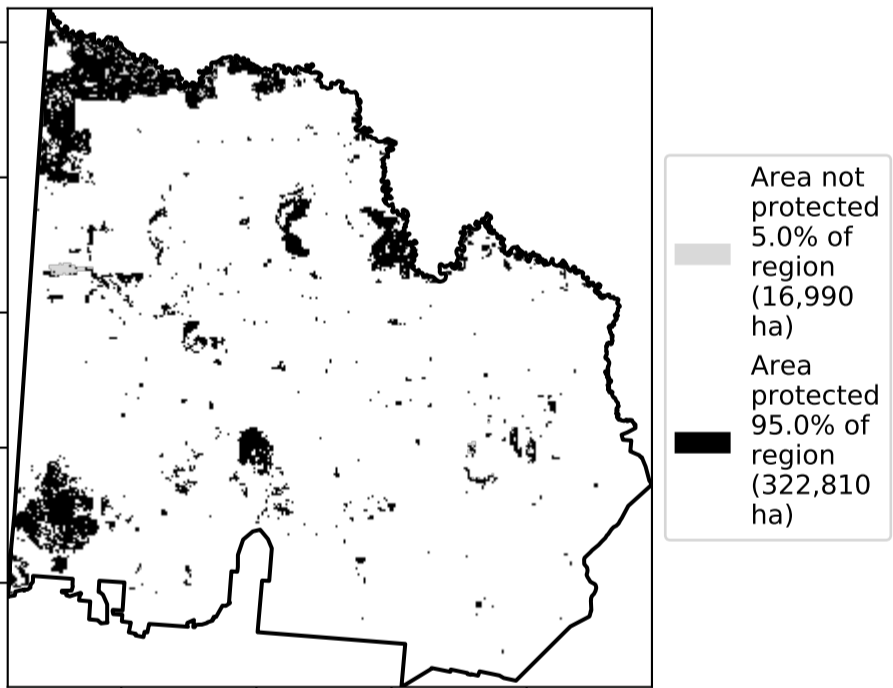 Area not
protected
5.0% of
region
(16,990
ha)
Area
protected
95.0% of
region
(322,810
ha)